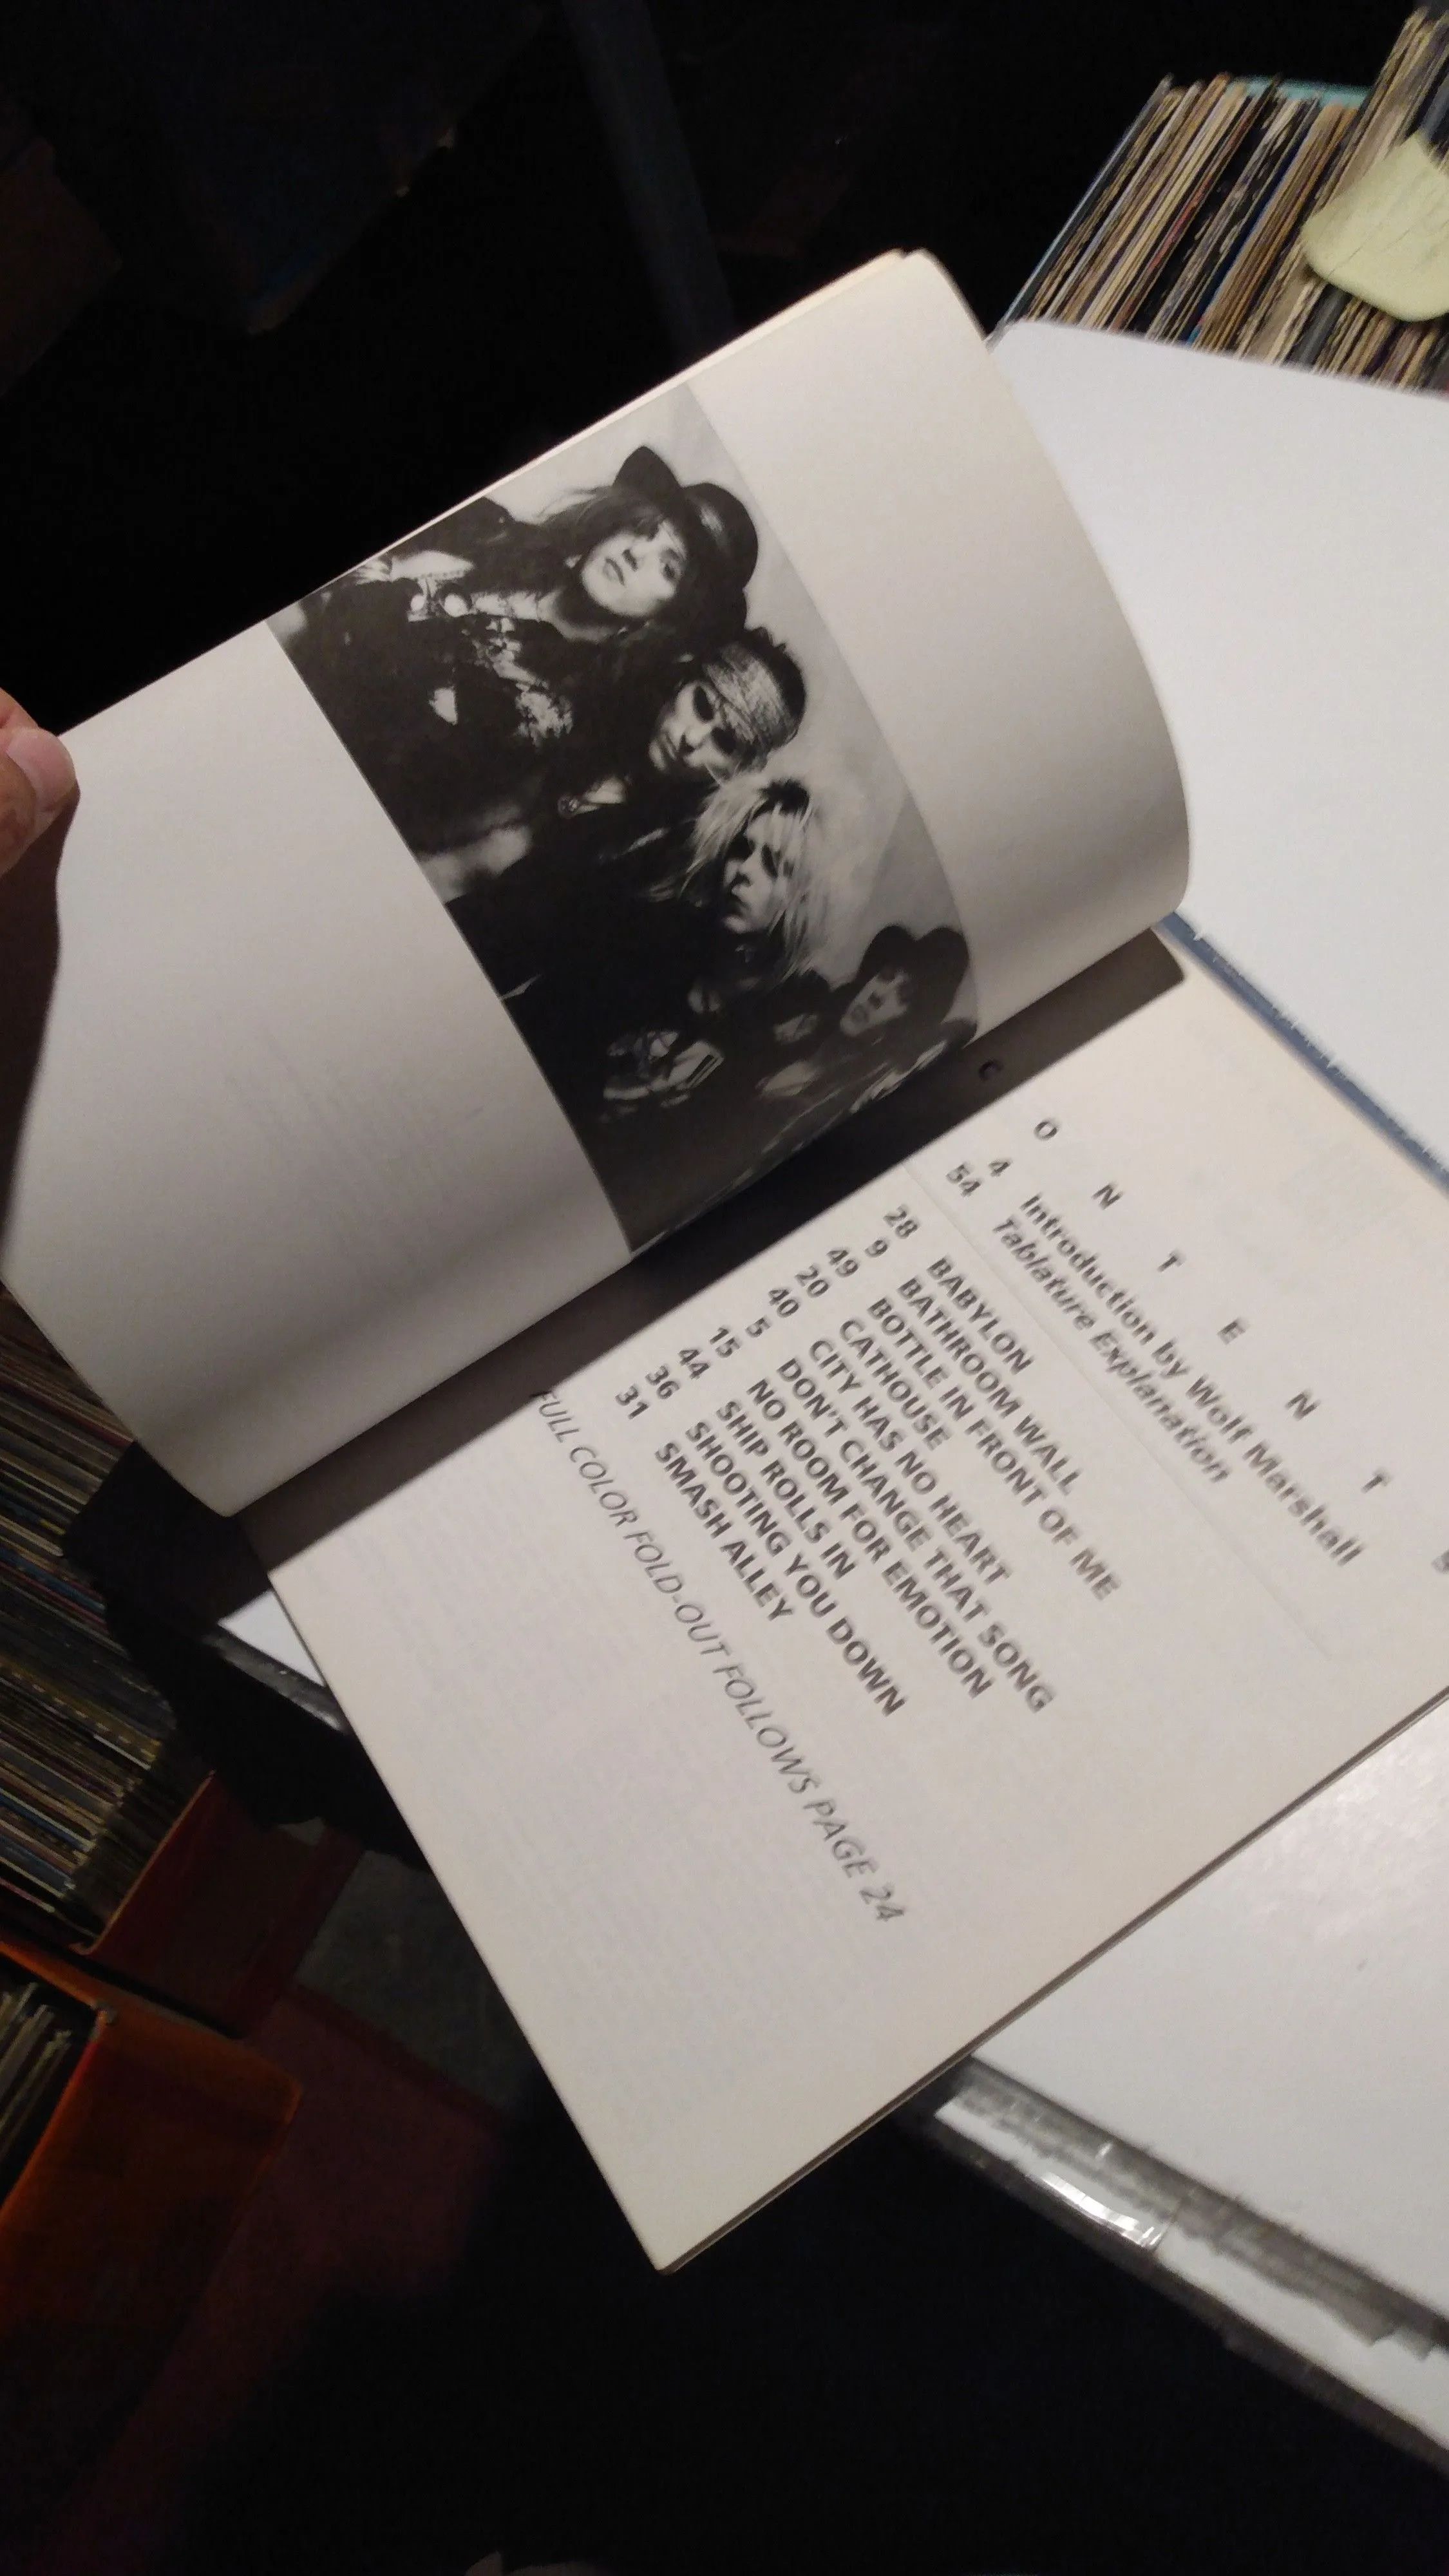 C O N T E N T S
4 Introduction by Wolf Marshall
54 Tablature Explanation
28 BABYLON
9 BATHROOM WALL
49 BOTTLE IN FRONT OF ME
20 CATHOUSE
40 CITY HAS NO HEART
5 DON'T CHANGE THAT SONG
15 NO ROOM FOR EMOTION
44 SHIP ROLLS IN
36 SHOOTING YOU DOWN
31 SMASH ALLEY
FULL COLOR FOLD-OUT FOLLOWS PAGE 24